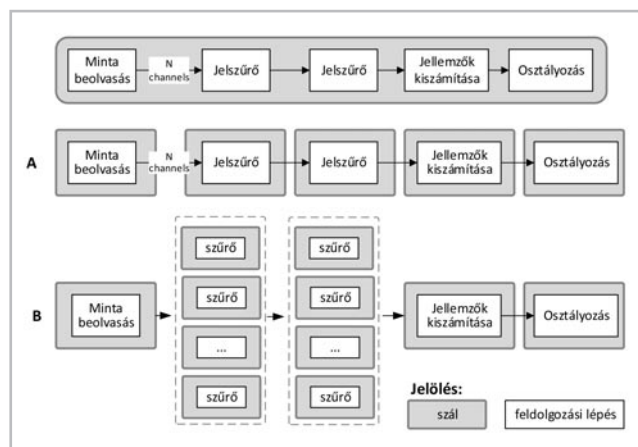 Minta
beolvasás
N
channels
Jelszűrő
Jelszűrő
Jellemzők
kiszámítása
Osztályozás
A
Minta
beolvasás
N
channels
Jelszűrő
Jelszűrő
Jellemzők
kiszámítása
Osztályozás
B
Minta
beolvasás
szűrő
szűrő
...
szűrő
szűrő
szűrő
...
szűrő
Jellemzők
kiszámítása
Osztályozás
Jelölés:
szál
feldolgozási lépés